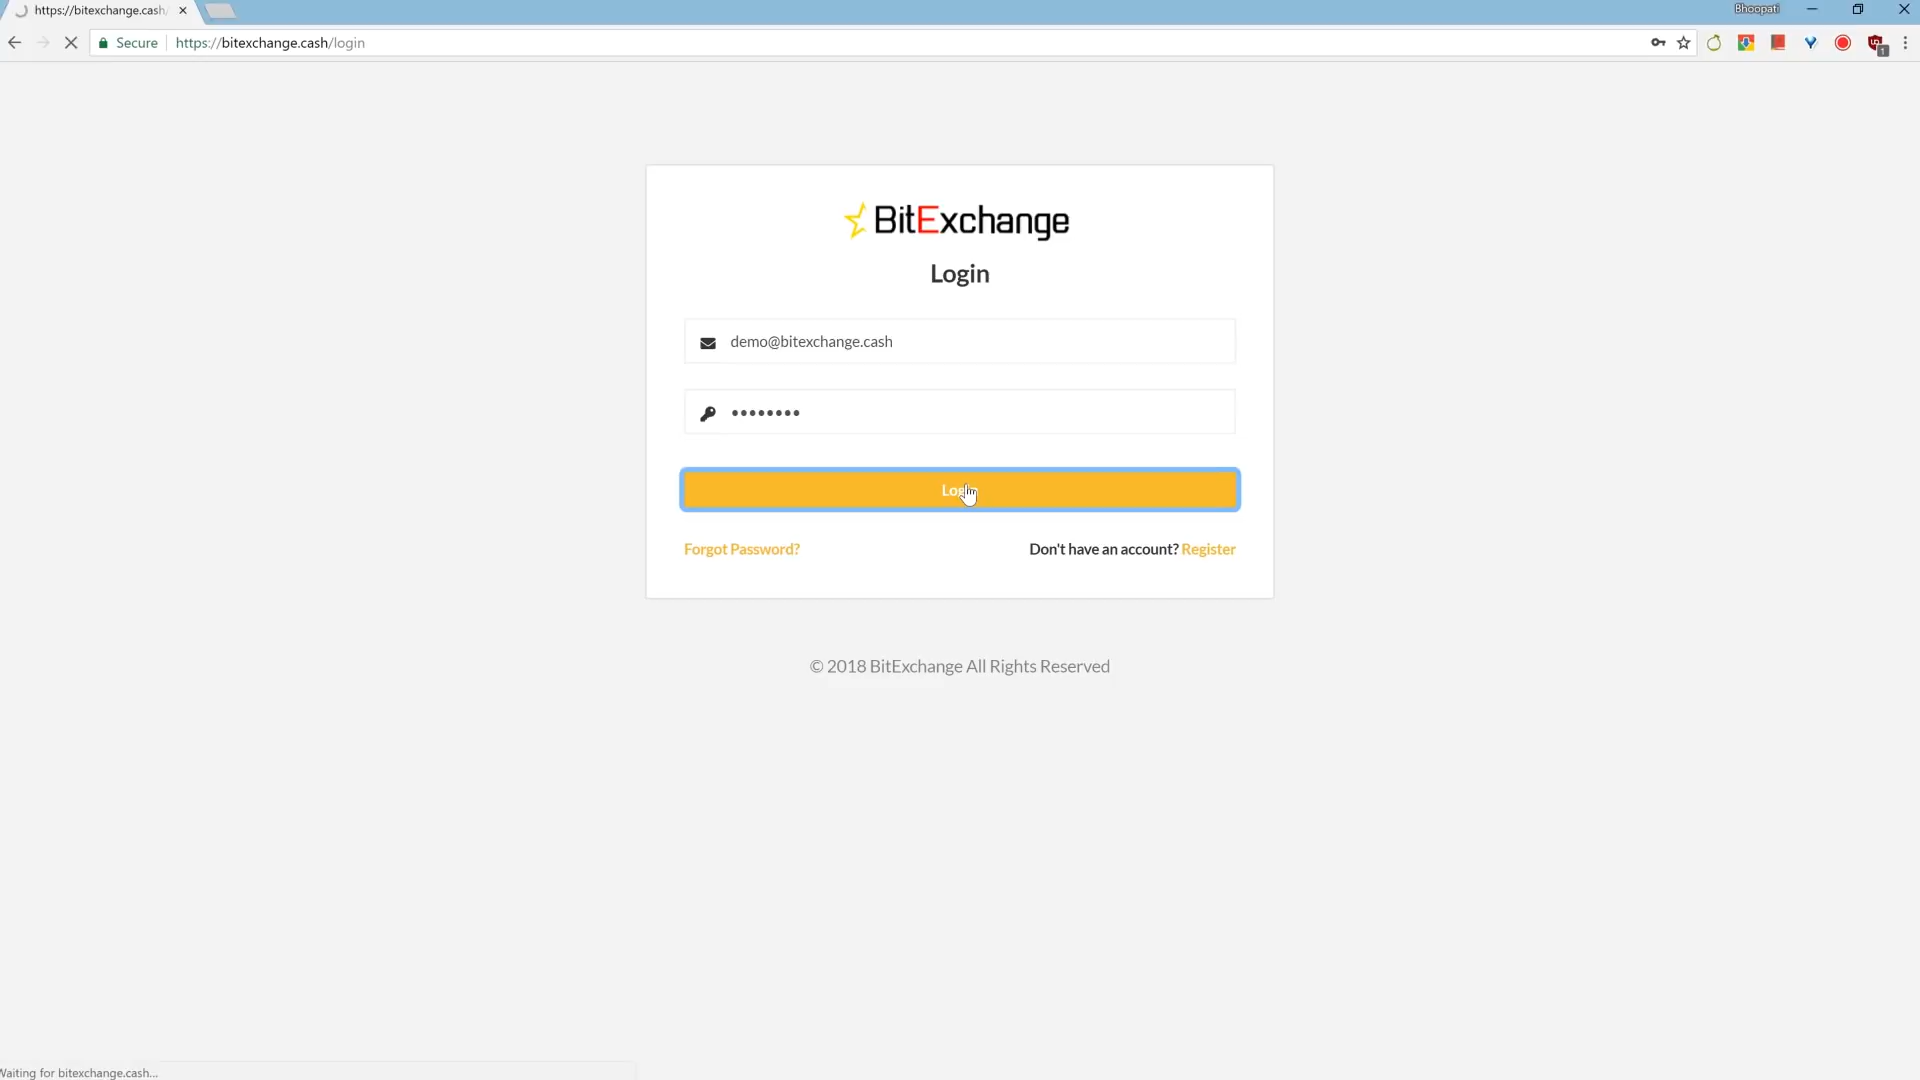 https://bitexchange.cash
Bhoopati
Secure https://bitexchange.cash/login
1
BitExchange
Login
demo@bitexchange.cash
Forgot Password?
Don't have an account? Register
© 2018 BitExchange All Rights Reserved
Waiting for bitexchange.cash...